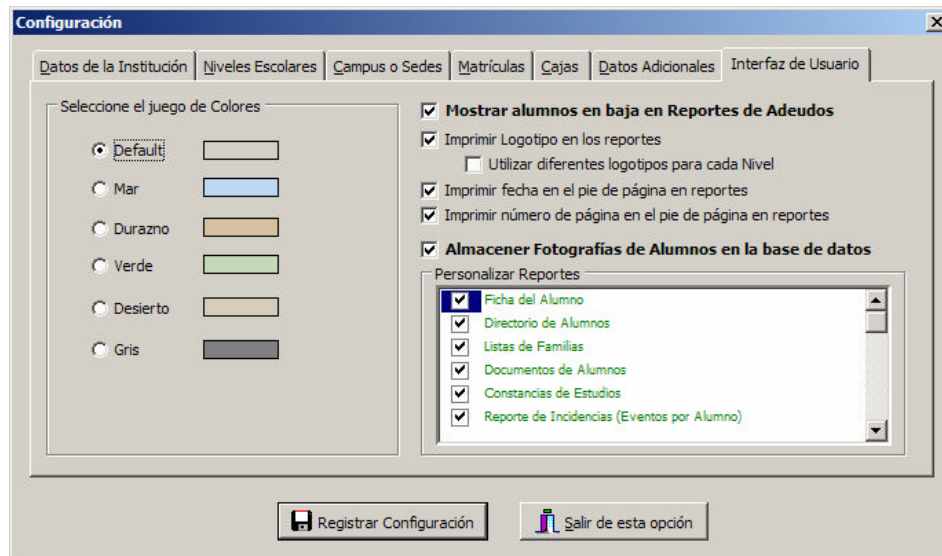 Configuración
Datos de la Institución Niveles Escolares Campus o Sedes Matrículas Cajas Datos Adicionales Interfaz de Usuario
Seleccione el juego de Colores
Default
Mar
Durazno
Verde
Desierto
Gris
Mostrar alumnos en baja en Reportes de Adeudos
Imprimir Logotipo en los reportes
Utilizar diferentes logotipos para cada Nivel
Imprimir fecha en el pie de página en reportes
Imprimir número de página en el pie de página en reportes
Almacener Fotografías de Alumnos en la base de datos
Personalizar Reportes
Ficha del Alumno
Directorio de Alumnos
Listas de Familias
Documentos de Alumnos
Constancias de Estudios
Reporte de Incidencias (Eventos por Alumno)
Registrar Configuración
Salir de esta opción